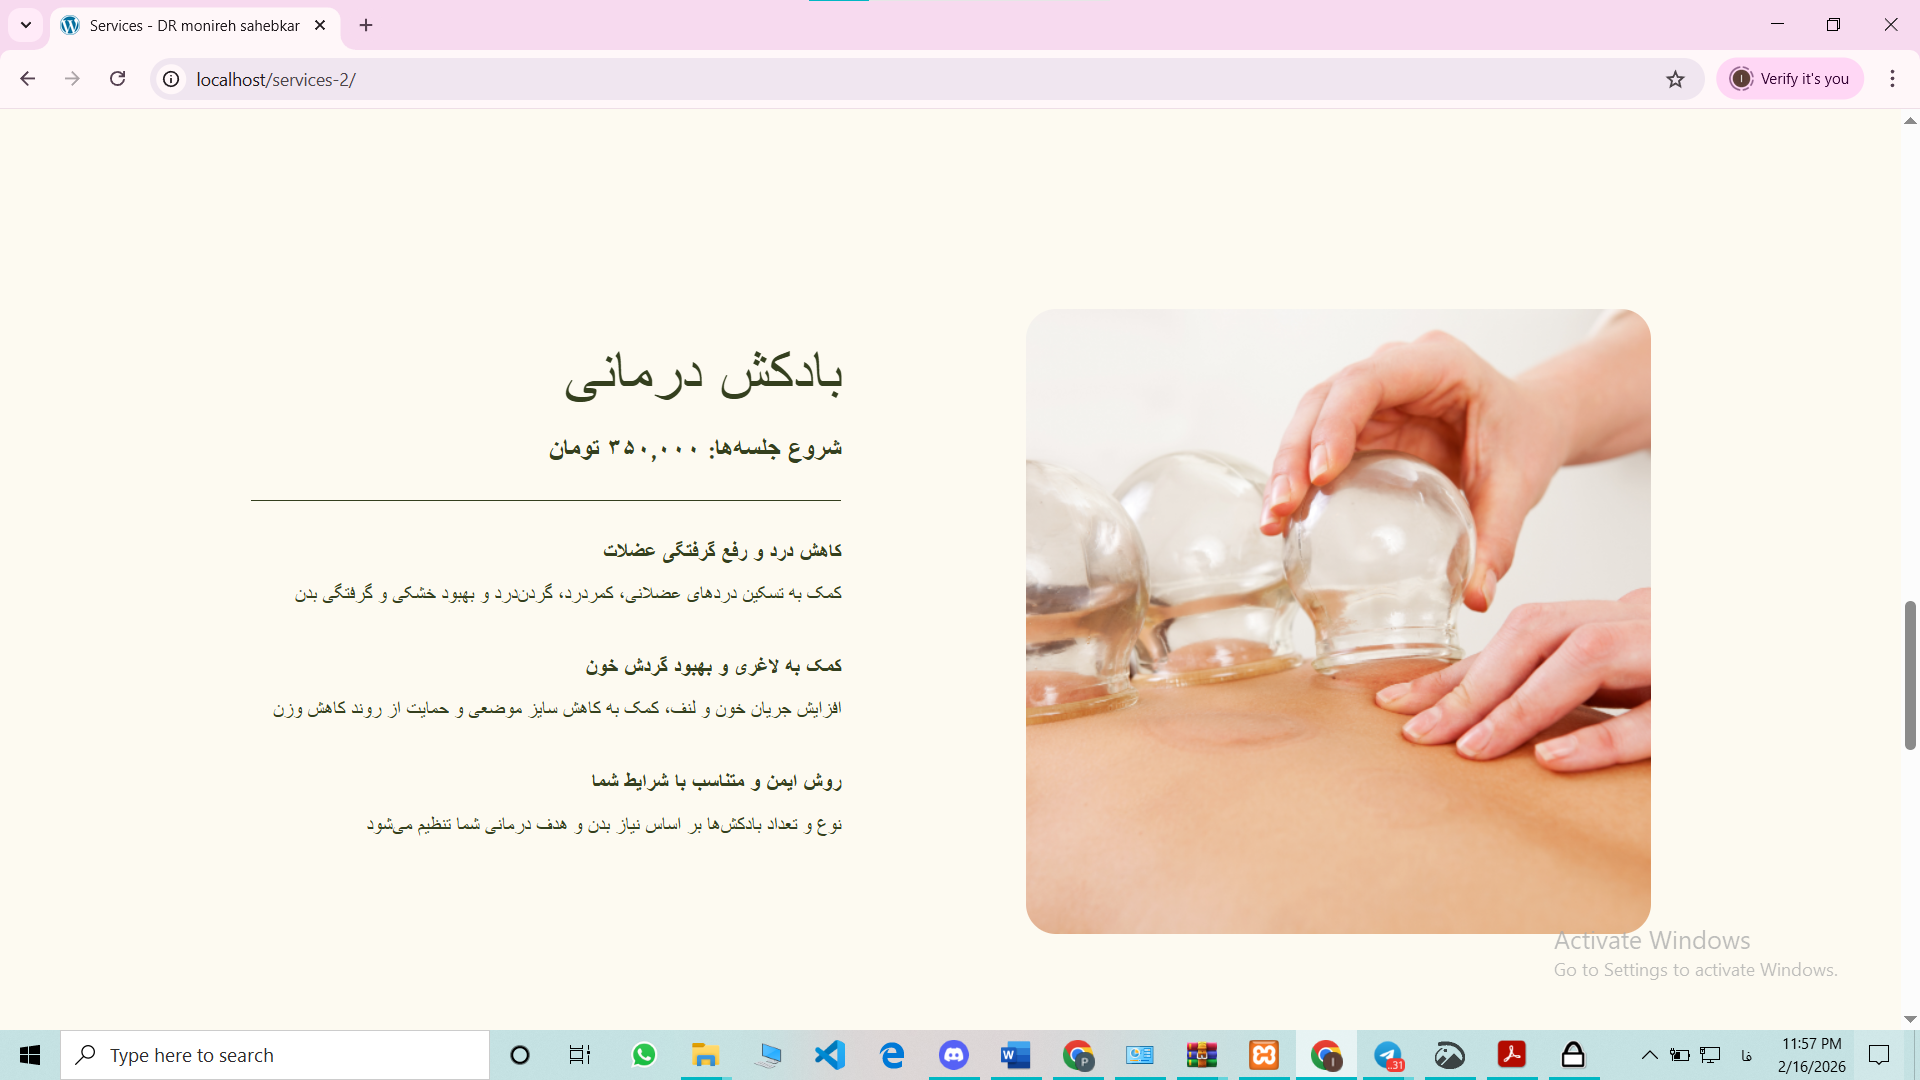 Services - DR monireh sahebkar
localhost/services-2/
Verify it's you
بادکش درمانی
شروع جلسه‌ها: ۳۵۰,۰۰۰ تومان
کاهش درد و رفع گرفتگی عضلات
کمک به تسکین دردهای عضلانی، کمردرد، گردن‌درد و بهبود خشکی و گرفتگی بدن
کمک به لاغری و بهبود گردش خون
افزایش جریان خون و لنف، کمک به کاهش سایز موضعی و حمایت از روند کاهش وزن
روش ایمن و متناسب با شرایط شما
نوع و تعداد بادکش‌ها بر اساس نیاز بدن و هدف درمانی شما تنظیم می‌شود
Activate Windows
Go to Settings to activate Windows.
Type here to search
..31
فا
11:57 PM
2/16/2026